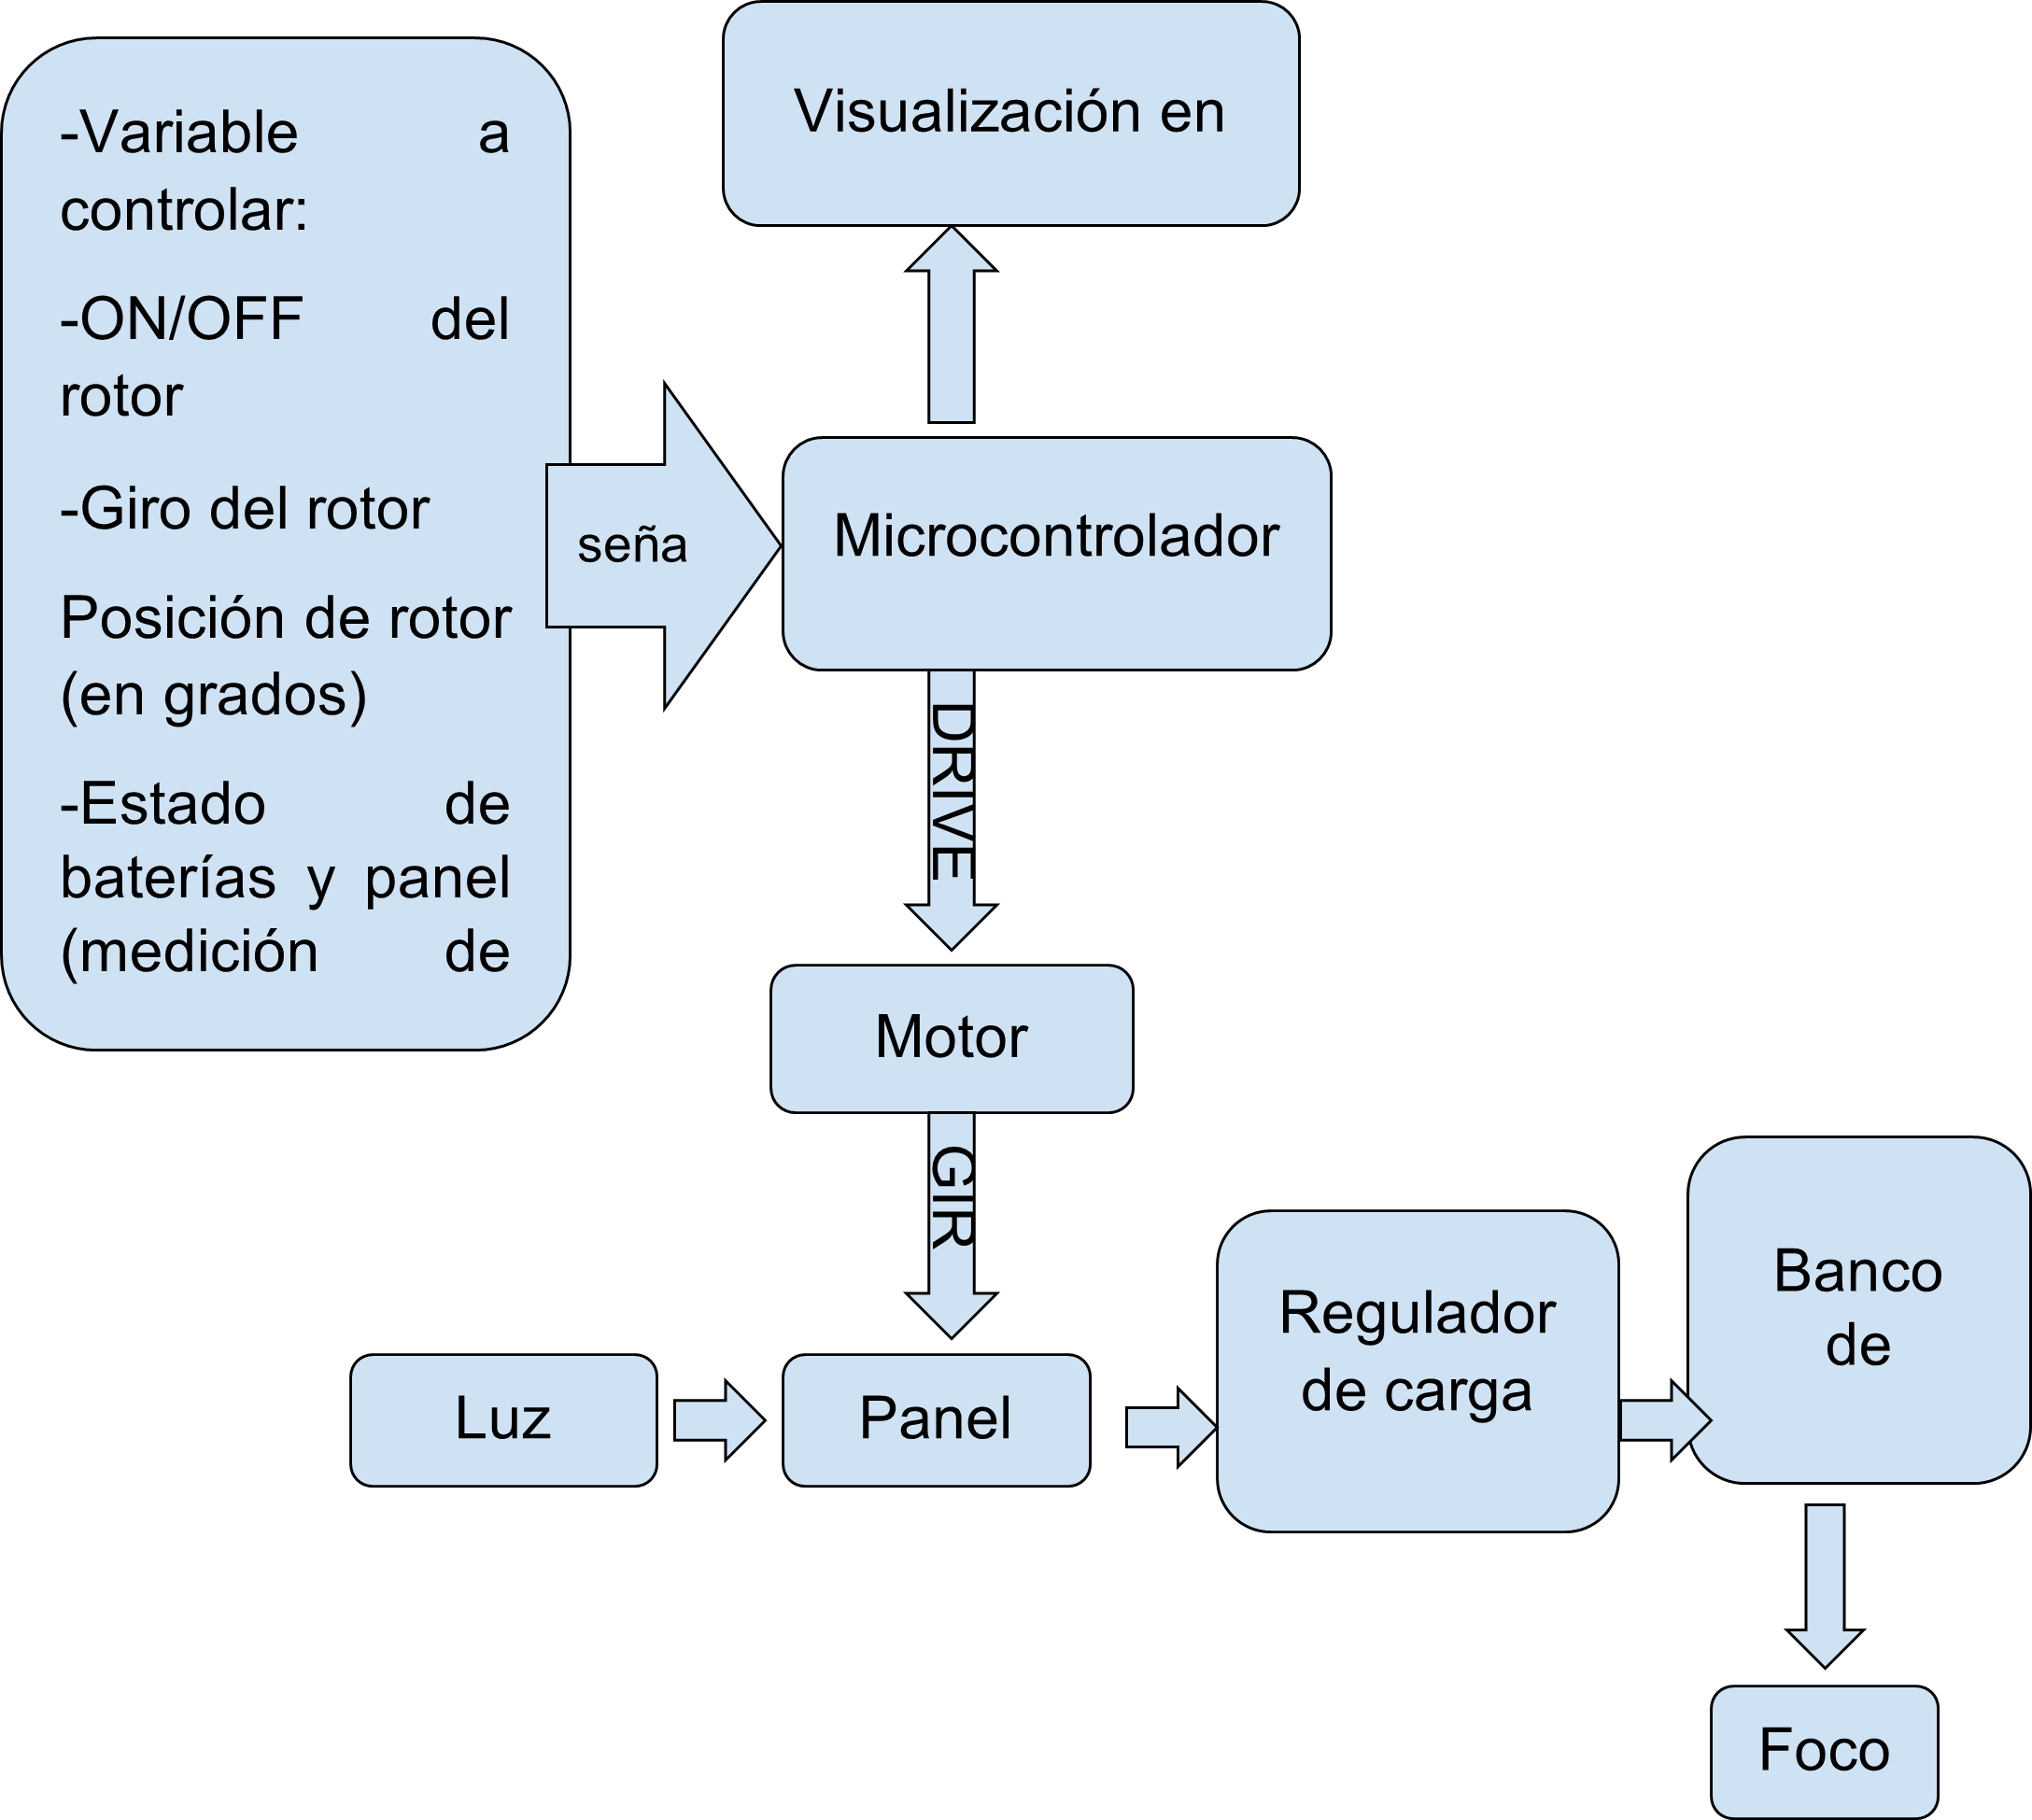 -Variable a
controlar:
-ON/OFF del
rotor
-Giro del rotor
Posición de rotor
(en grados)
-Estado de
baterías y panel
(medición de
seña
Visualización en
Microcontrolador
DRIVE
Motor
GIR
Luz
Panel
Regulador
de carga
Banco
de
Foco